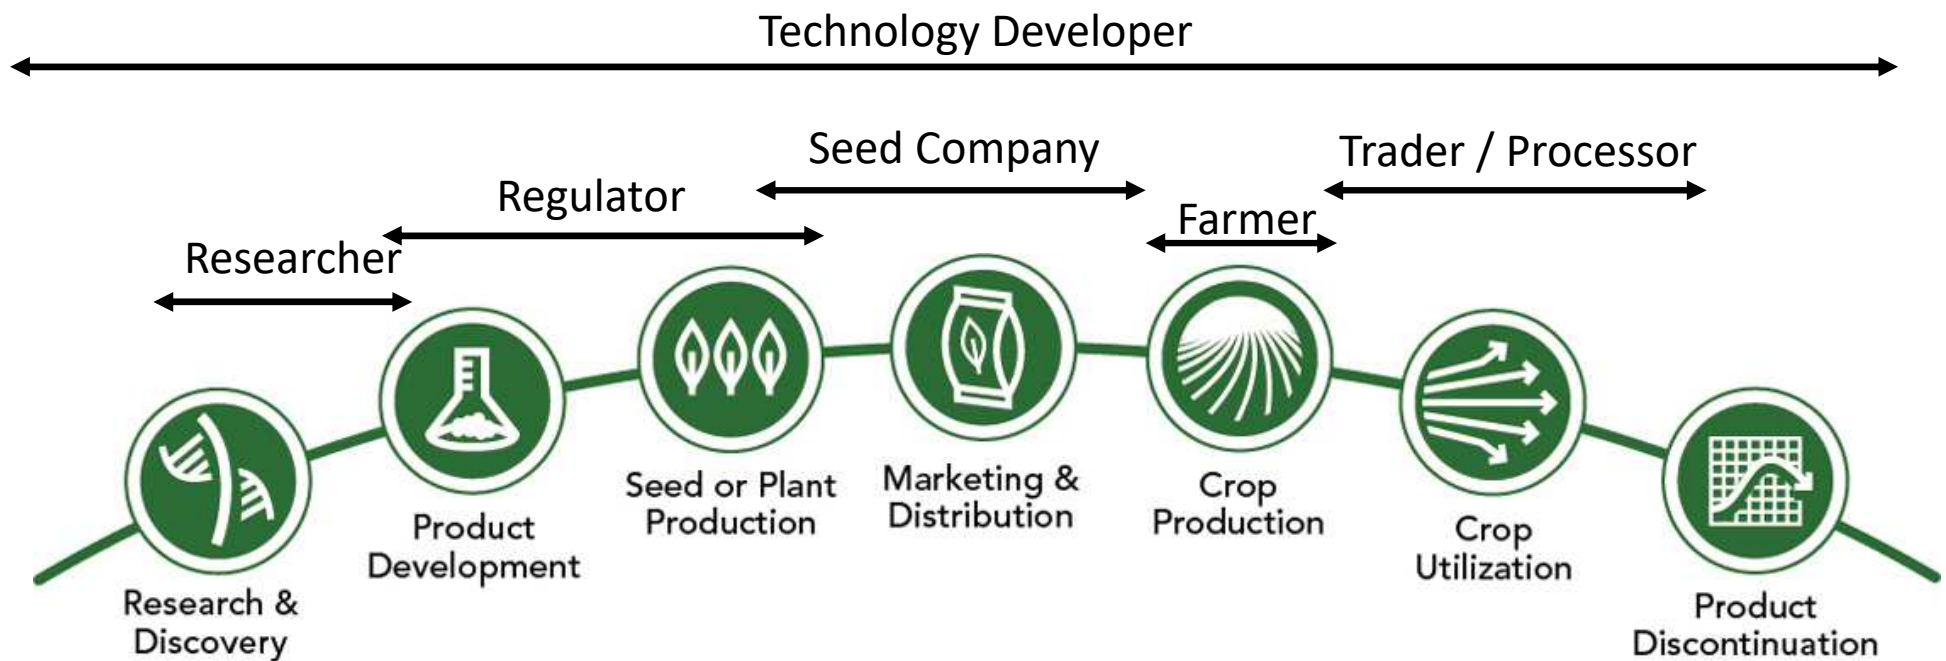 Technology Developer
Seed Company
Trader / Processor
Regulator
Farmer
Researcher
Research &
Discovery
Product
Development
Seed or Plant
Production
Marketing &
Distribution
Crop
Production
Crop
Utilization
Product
Discontinuation